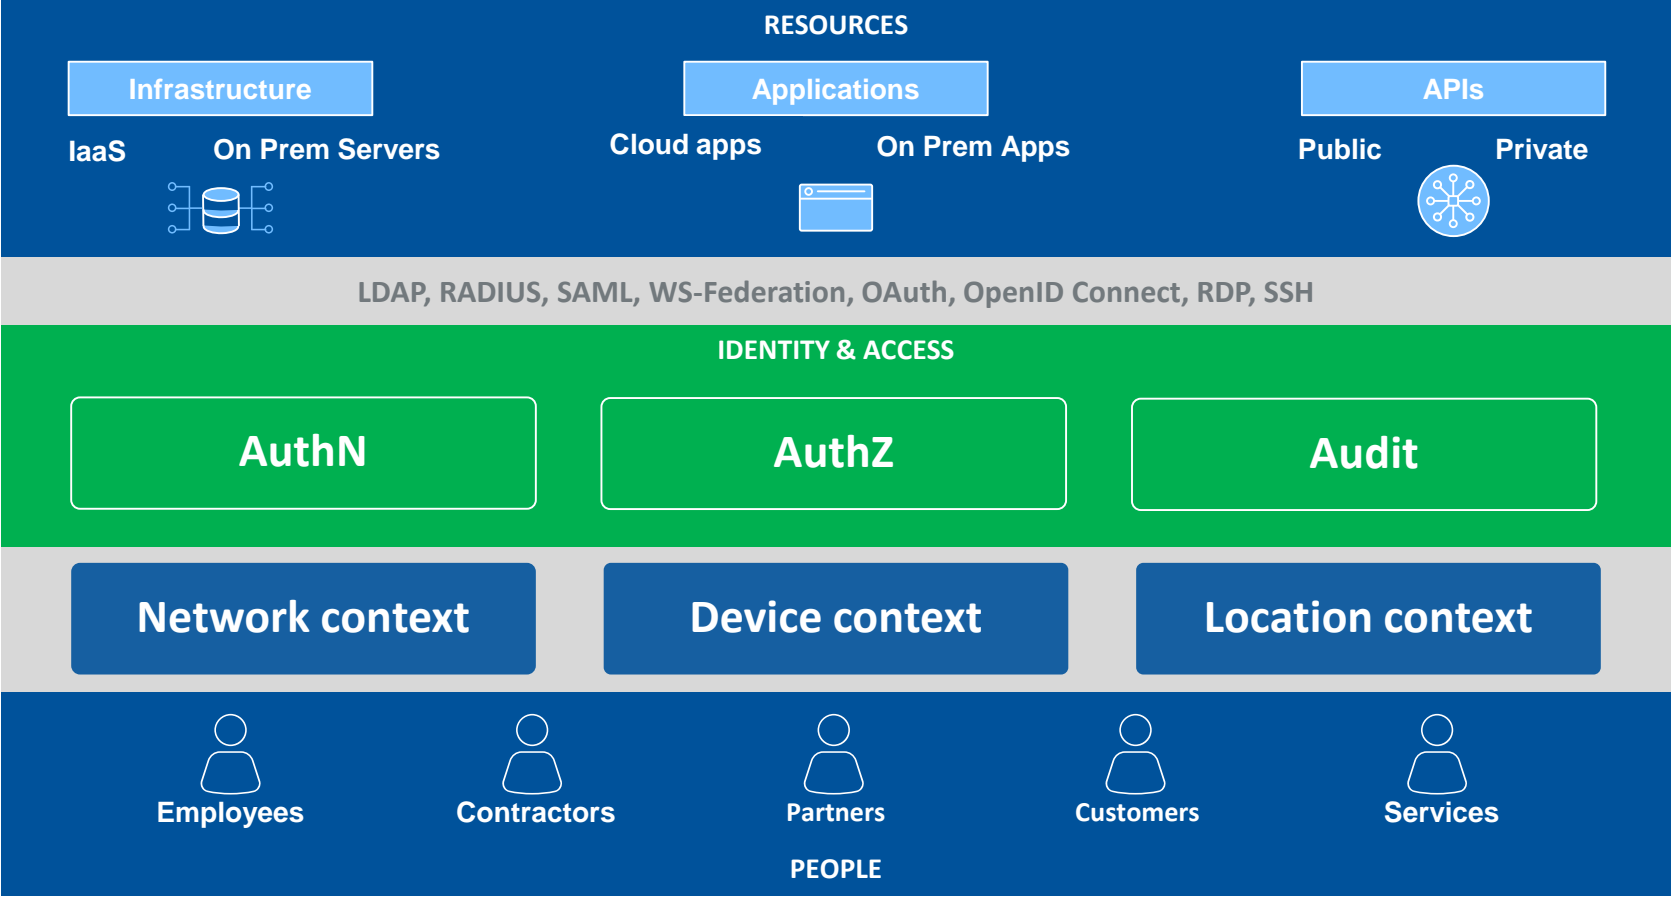 RESOURCES
Infrastructure
Applications
APIs
IaaS
On Prem Servers
Cloud apps
On Prem Apps
Public
Private
LDAP, RADIUS, SAML, WS-Federation, OAuth, OpenID Connect, RDP, SSH
IDENTITY & ACCESS
AuthN
AuthZ
Audit
Network context
Device context
Location context
Employees
Contractors
Partners
Customers
Services
PEOPLE